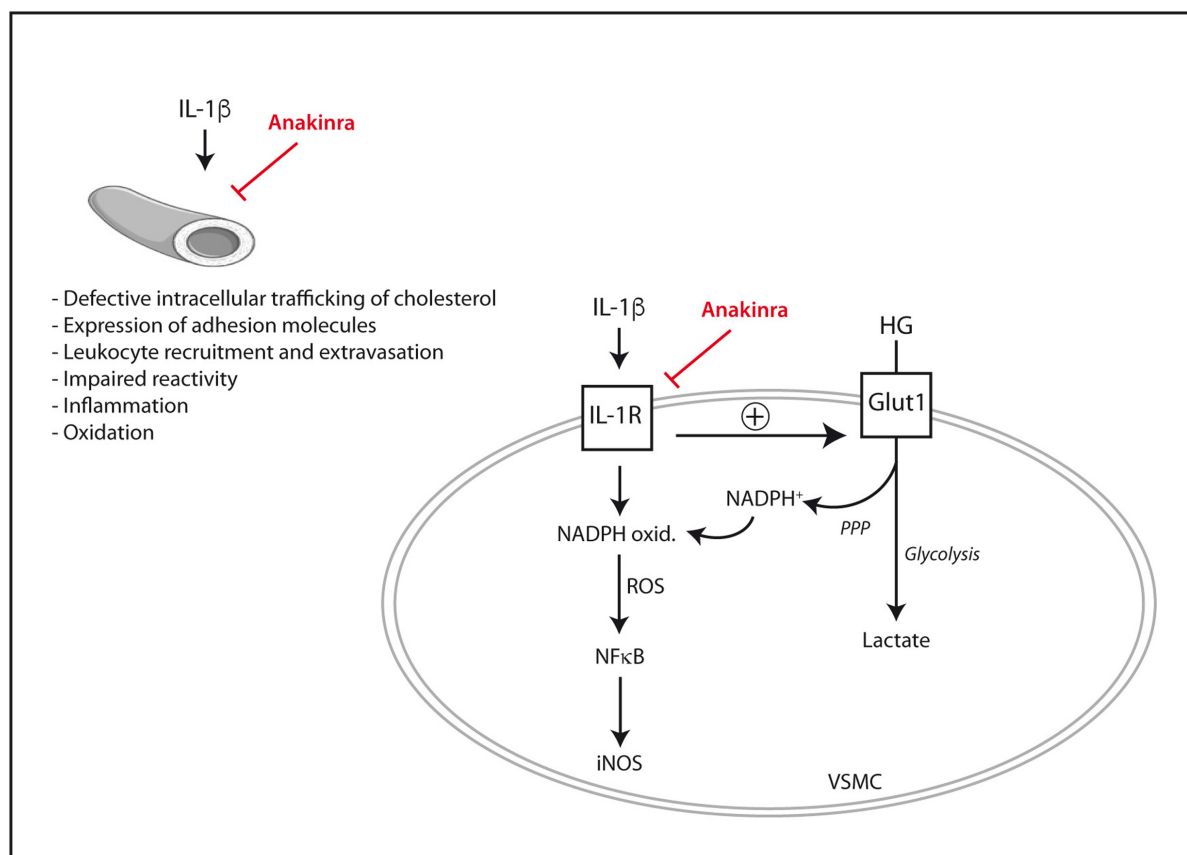 IL-1β
Anakinra
- Defective intracellular trafficking of cholesterol
- Expression of adhesion molecules
- Leukocyte recruitment and extravasation
- Impaired reactivity
- Inflammation
- Oxidation
IL-1β
Anakinra
HG
IL-1R
+
Glut1
NADPH⁺
NADPH oxid.
PPP
Glycolysis
ROS
Lactate
NFκB
iNOS
VSMC